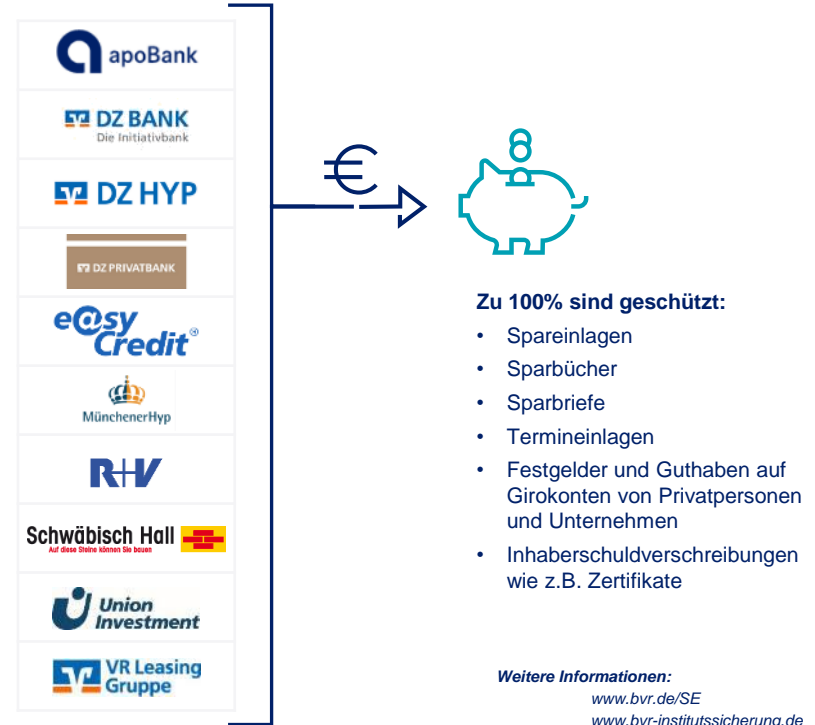 apoBank
DZ BANK
Die Initiativbank
DZ HYP
DZ PRIVATBANK
e@sy
Credit®
MünchenerHyp
R+V
Schwäbisch Hall
Auf diese Steine können Sie bauen
Union
Investment
VR Leasing
Gruppe
€
Zu 100% sind geschützt:
• Spareinlagen
• Sparbücher
• Sparbriefe
• Termineinlagen
• Festgelder und Guthaben auf
Girokonten von Privatpersonen
und Unternehmen
• Inhaberschuldverschreibungen
wie z.B. Zertifikate
Weitere Informationen:
www.bvr.de/SE
www.bvr-institutssicherung.de